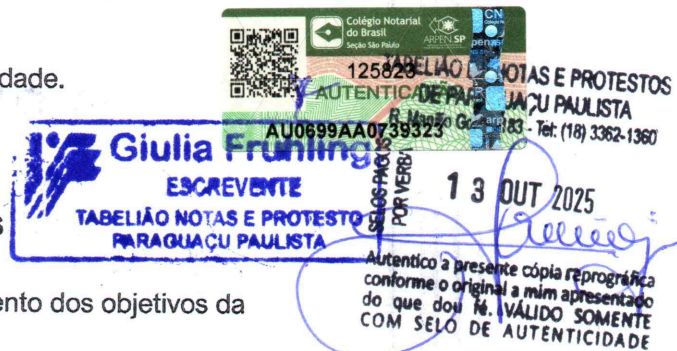 dade.
Colégio Notarial
do Brasil
Seção São Paulo
ARPEN.SP
CN
125823
AUTENTICA
AU0699AA0739323
TABELIÃO DE NOTAS E PROTESTOS
DE PARAGUAÇU PAULISTA
183 - Tel: (18) 3362-1360
SELOS PAGOS
POR VERBA
13 OUT 2025
Giulia Fruhling
ESCREVENTE
TABELIÃO NOTAS E PROTESTO
PARAGUAÇU PAULISTA
Autentico a presente cópia reprográfica
conforme o original a mim apresentado
do que dou fé. VÁLIDO SOMENTE
COM SELO DE AUTENTICIDADE
ento dos objetivos da